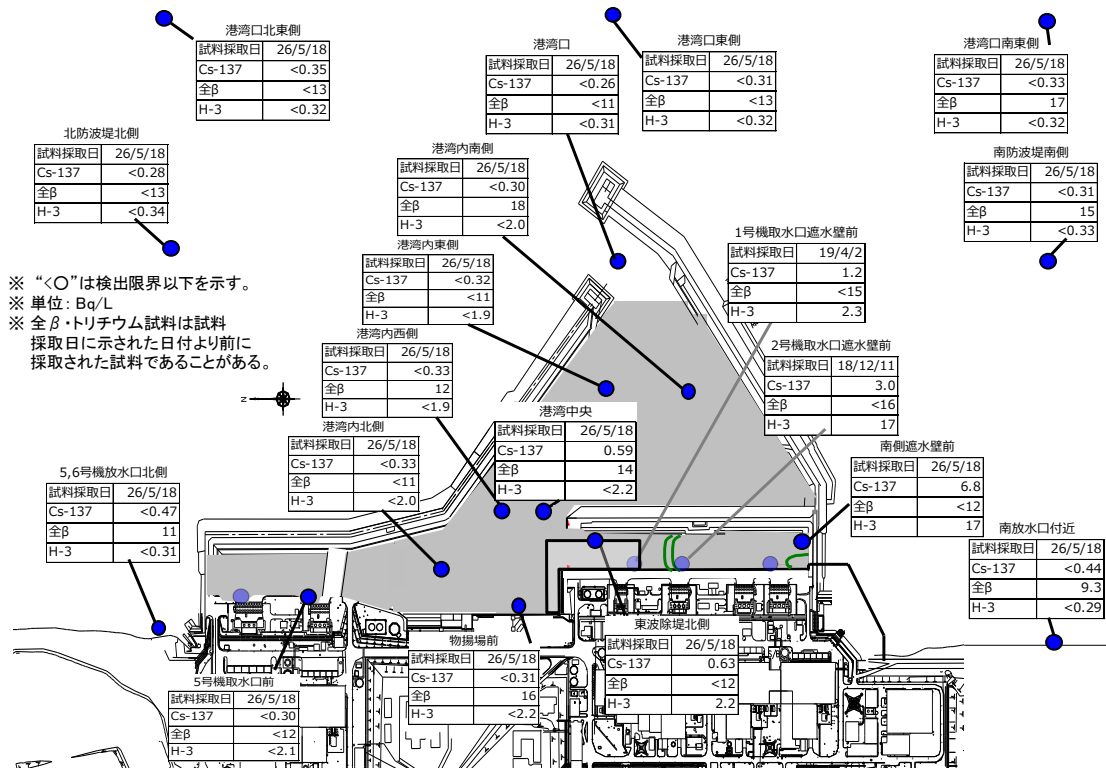 港湾口北東側
試料採取日 26/5/18
Cs-137 <0.35
全β <13
H-3 <0.32
港湾口
試料採取日 26/5/18
Cs-137 <0.26
全β <11
H-3 <0.31
港湾口東側
試料採取日 26/5/18
Cs-137 <0.31
全β <13
H-3 <0.32
港湾口南東側
試料採取日 26/5/18
Cs-137 <0.33
全β 17
H-3 <0.32
北防波堤北側
試料採取日 26/5/18
Cs-137 <0.28
全β <13
H-3 <0.34
港湾内南側
試料採取日 26/5/18
Cs-137 <0.30
全β 18
H-3 <2.0
南防波堤南側
試料採取日 26/5/18
Cs-137 <0.31
全β 15
H-3 <0.33
港湾内東側
試料採取日 26/5/18
Cs-137 <0.32
全β <11
H-3 <1.9
1号機取水口遮水壁前
試料採取日 19/4/2
Cs-137 1.2
全β <15
H-3 2.3
※ “<〇”は検出限界以下を示す。
※ 単位: Bq/L
※ 全β・トリチウム試料は試料
採取日に示された日付より前に
採取された試料であることがある。
N
港湾内西側
試料採取日 26/5/18
Cs-137 <0.33
全β 12
H-3 <1.9
2号機取水口遮水壁前
試料採取日 18/12/11
Cs-137 3.0
全β <16
H-3 17
港湾中央
試料採取日 26/5/18
Cs-137 0.59
全β 14
H-3 <2.2
港湾内北側
試料採取日 26/5/18
Cs-137 <0.33
全β <11
H-3 <2.0
南側遮水壁前
試料採取日 26/5/18
Cs-137 6.8
全β <12
H-3 17
5,6号機放水口北側
試料採取日 26/5/18
Cs-137 <0.47
全β 11
H-3 <0.31
南放水口付近
試料採取日 26/5/18
Cs-137 <0.44
全β 9.3
H-3 <0.29
東波除堤北側
試料採取日 26/5/18
Cs-137 0.63
全β <12
H-3 2.2
物揚場前
試料採取日 26/5/18
Cs-137 <0.31
全β 16
H-3 <2.2
5号機取水口前
試料採取日 26/5/18
Cs-137 <0.30
全β <12
H-3 <2.1